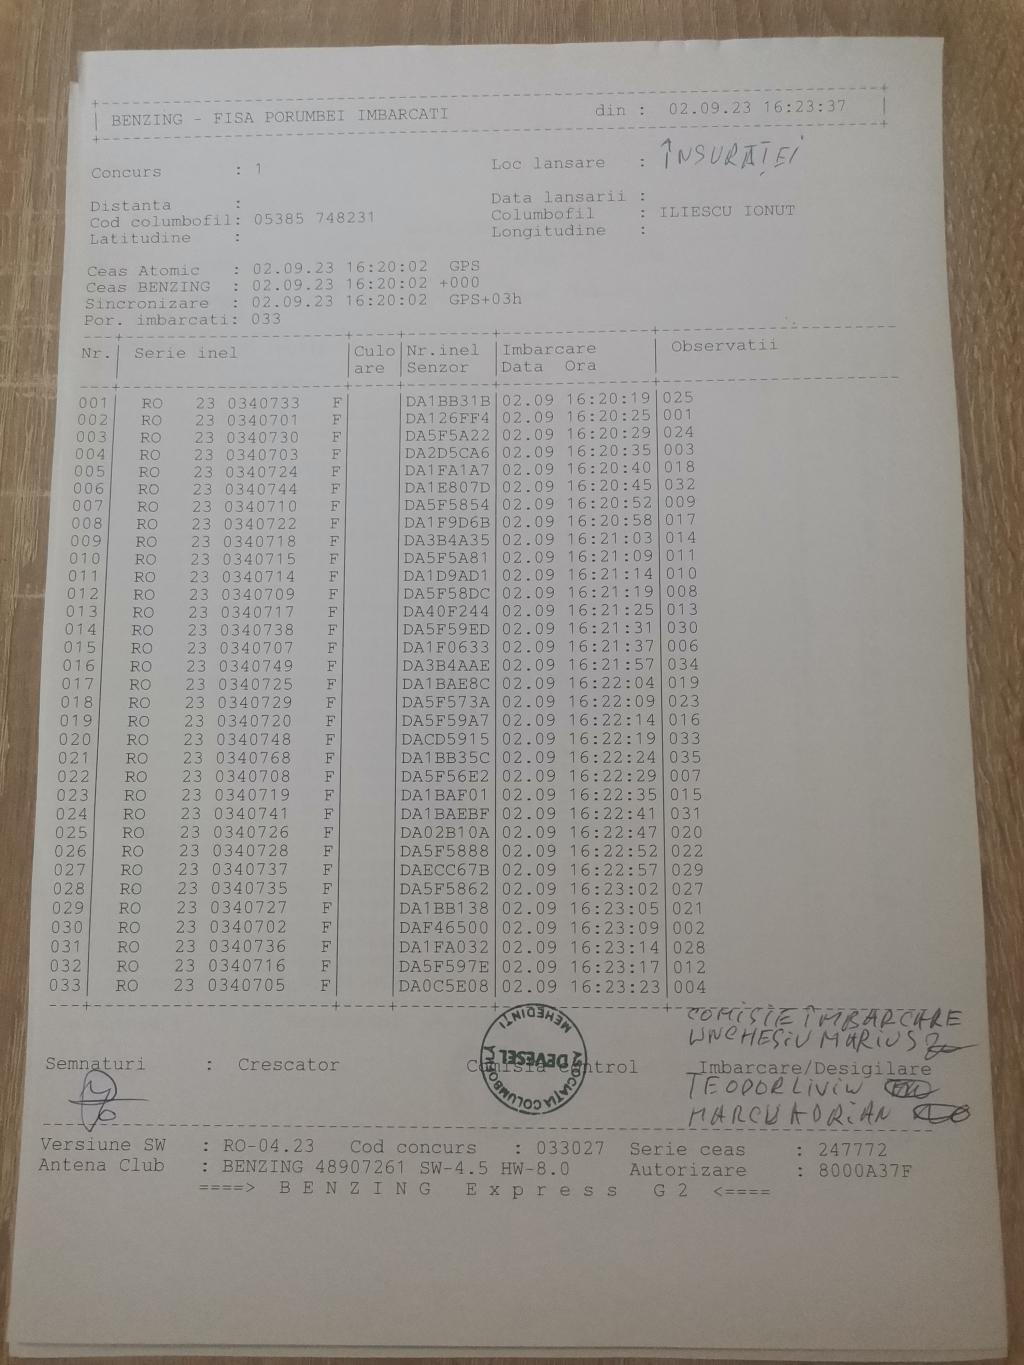 BENZING - FISA PORUMBEI IMBARCATI din : 02.09.23 16:23:37
Concurs : 1 Loc lansare : ÎNSURĂȚEI
Distanta : Data lansarii :
Cod columbofil: 05385 748231 Columbofil : ILIESCU IONUT
Latitudine : Longitudine :
Ceas Atomic : 02.09.23 16:20:02 GPS
Ceas BENZING : 02.09.23 16:20:02 +000
Sincronizare : 02.09.23 16:20:02 GPS+03h
Por. imbarcati: 033
Nr. Serie inel Culo Nr.inel Imbarcare Observatii
are Senzor Data Ora
001 RO 23 0340733 F DA1BB31B 02.09 16:20:19 025
002 RO 23 0340701 F DA126FF4 02.09 16:20:25 001
003 RO 23 0340730 F DA5F5A22 02.09 16:20:29 024
004 RO 23 0340703 F DA2D5CA6 02.09 16:20:35 003
005 RO 23 0340724 F DA1FA1A7 02.09 16:20:40 018
006 RO 23 0340744 F DA1E807D 02.09 16:20:45 032
007 RO 23 0340710 F DA5F5854 02.09 16:20:52 009
008 RO 23 0340722 F DA1F9D6B 02.09 16:20:58 017
009 RO 23 0340718 F DA3B4A35 02.09 16:21:03 014
010 RO 23 0340715 F DA5F5A81 02.09 16:21:09 011
011 RO 23 0340714 F DA1D9AD1 02.09 16:21:14 010
012 RO 23 0340709 F DA5F58DC 02.09 16:21:19 008
013 RO 23 0340717 F DA40F244 02.09 16:21:25 013
014 RO 23 0340738 F DA5F59ED 02.09 16:21:31 030
015 RO 23 0340707 F DA1F0633 02.09 16:21:37 006
016 RO 23 0340749 F DA3B4AAE 02.09 16:21:57 034
017 RO 23 0340725 F DA1BAE8C 02.09 16:22:04 019
018 RO 23 0340729 F DA5F573A 02.09 16:22:09 023
019 RO 23 0340720 F DA5F59A7 02.09 16:22:14 016
020 RO 23 0340748 F DACD5915 02.09 16:22:19 033
021 RO 23 0340768 F DA1BB35C 02.09 16:22:24 035
022 RO 23 0340708 F DA5F56E2 02.09 16:22:29 007
023 RO 23 0340719 F DA1BAF01 02.09 16:22:35 015
024 RO 23 0340741 F DA1BAEBF 02.09 16:22:41 031
025 RO 23 0340726 F DA02B10A 02.09 16:22:47 020
026 RO 23 0340728 F DA5F5888 02.09 16:22:52 022
027 RO 23 0340737 F DAECC67B 02.09 16:22:57 029
028 RO 23 0340735 F DA5F5862 02.09 16:23:02 027
029 RO 23 0340727 F DA1BB138 02.09 16:23:05 021
030 RO 23 0340702 F DAF46500 02.09 16:23:09 002
031 RO 23 0340736 F DA1FA032 02.09 16:23:14 028
032 RO 23 0340716 F DA5F597E 02.09 16:23:17 012
033 RO 23 0340705 F DA0C5E08 02.09 16:23:23 004
COMISIE ÎMBARCARE
UNCHEȘIU MARIUS
MEHEDINTI
DEVESEL
Semnaturi : Crescator Comisia Control Imbarcare/Desigilare
TEODOR LIVIU
MARCU ADRIAN
Versiune SW : RO-04.23 Cod concurs : 033027 Serie ceas : 247772
Antena Club : BENZING 48907261 SW-4.5 HW-8.0 Autorizare : 8000A37F
====> B E N Z I N G E x p r e s s G 2 <====